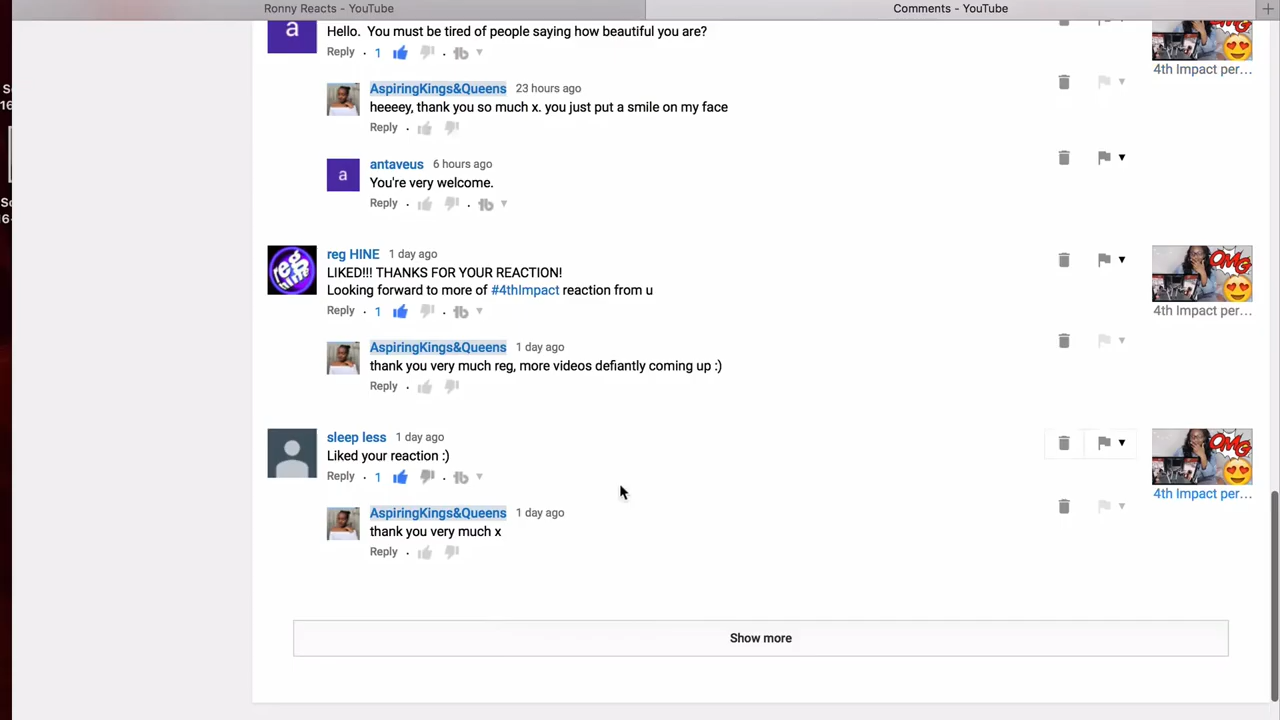 Ronny Reacts - YouTube
Comments - YouTube
a
Hello. You must be tired of people saying how beautiful you are?
Reply · 1
4th Impact per...
AspiringKings&Queens 23 hours ago
heeeey, thank you so much x. you just put a smile on my face
Reply ·
a
antaveus 6 hours ago
You're very welcome.
Reply ·
reg HINE
reg HINE 1 day ago
LIKED!!! THANKS FOR YOUR REACTION!
Looking forward to more of #4thImpact reaction from u
Reply · 1
OMG
4th Impact per...
AspiringKings&Queens 1 day ago
thank you very much reg, more videos defiantly coming up :)
Reply ·
sleep less 1 day ago
Liked your reaction :)
Reply · 1
OMG
4th Impact per...
AspiringKings&Queens 1 day ago
thank you very much x
Reply ·
Show more